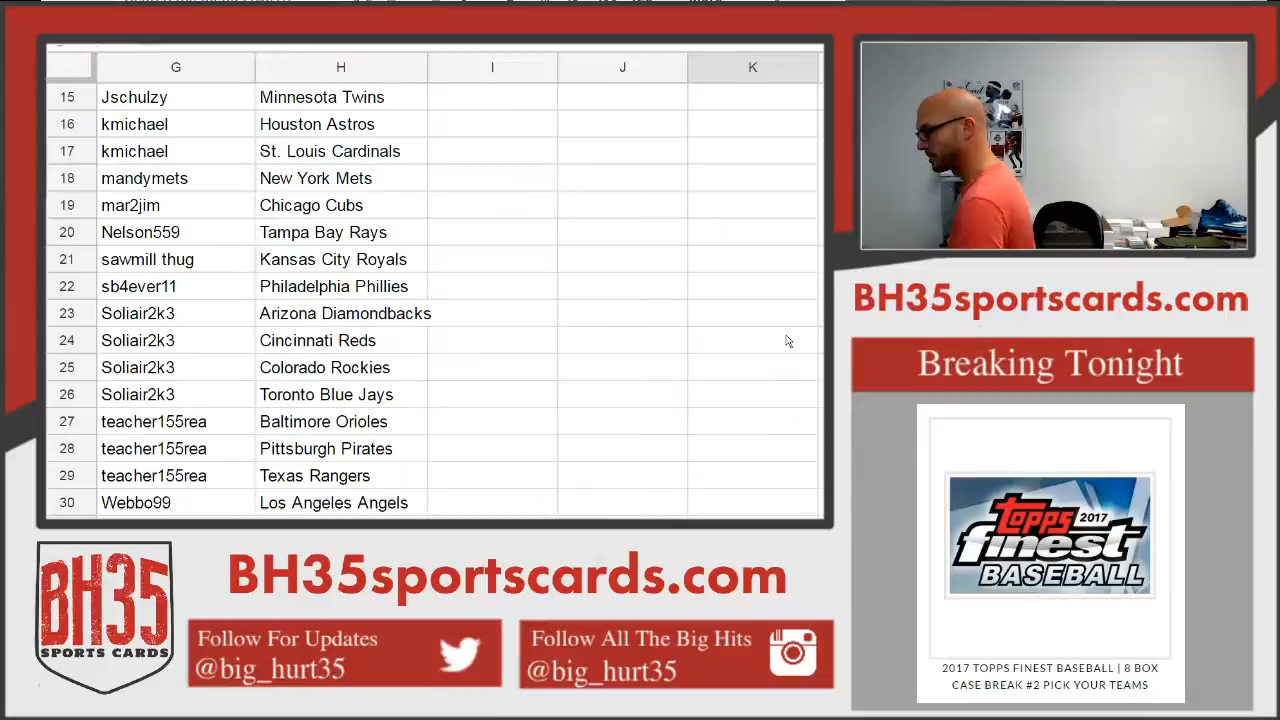 G H I J K
15 Jschulzy Minnesota Twins
16 kmichael Houston Astros
17 kmichael St. Louis Cardinals
18 mandymets New York Mets
19 mar2jim Chicago Cubs
20 Nelson559 Tampa Bay Rays
21 sawmill thug Kansas City Royals
22 sb4ever11 Philadelphia Phillies
23 Soliair2k3 Arizona Diamondbacks
24 Soliair2k3 Cincinnati Reds
25 Soliair2k3 Colorado Rockies
26 Soliair2k3 Toronto Blue Jays
27 teacher155rea Baltimore Orioles
28 teacher155rea Pittsburgh Pirates
29 teacher155rea Texas Rangers
30 Webbo99 Los Angeles Angels
BH35sportscards.com
Breaking Tonight
topps 2017
finest
BASEBALL
2017 TOPPS FINEST BASEBALL | 8 BOX
CASE BREAK #2 PICK YOUR TEAMS
BH35
SPORTS CARDS
BH35sportscards.com
Follow For Updates
@big_hurt35
Follow All The Big Hits
@big_hurt35